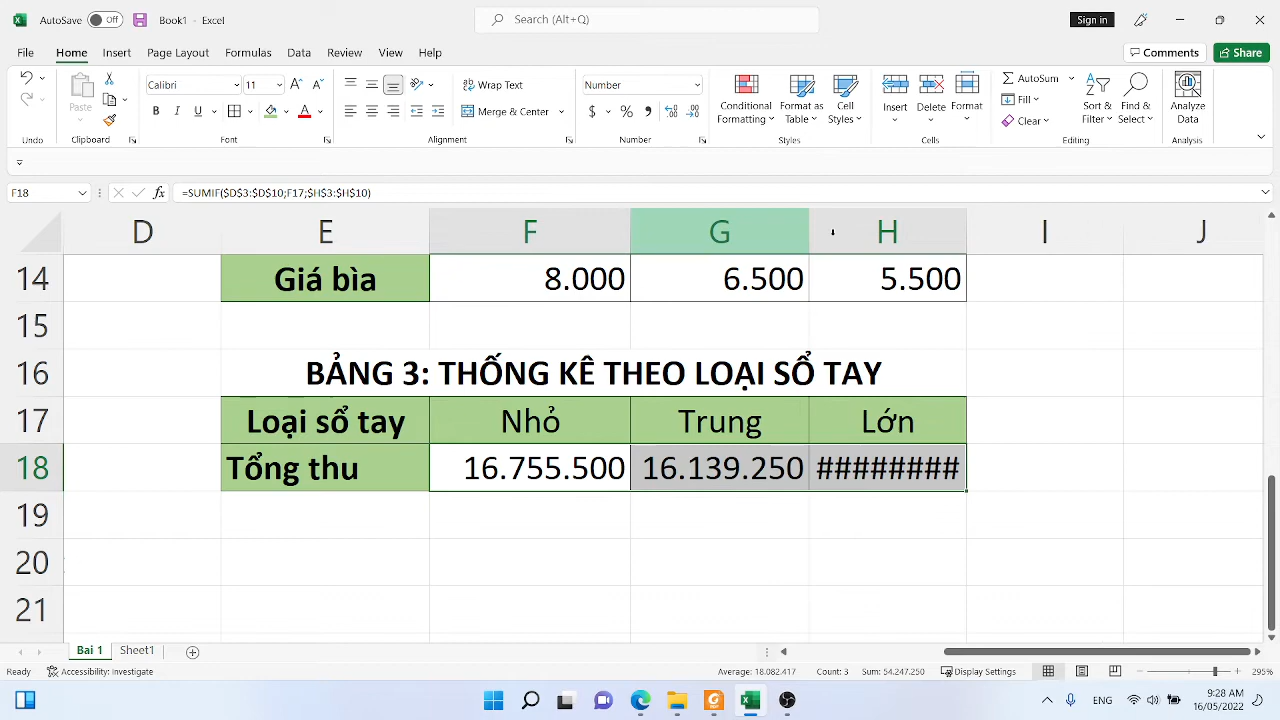 AutoSave Off Book1 - Excel Search (Alt+Q) Sign in
File Home Insert Page Layout Formulas Data Review View Help Comments Share
Calibri 11 Wrap Text Number AutoSum
Paste Conditional Format as Cell Insert Delete Format Fill Sort & Find & Analyze
B I U Merge & Center $ % Formatting Table Styles Clear Filter Select Data
Undo Clipboard Font Alignment Number Styles Cells Editing Analysis
F18 fx =SUMIF($D$3:$D$10;F17;$H$3:$H$10)
D E F G H I J
14 Giá bìa 8.000 6.500 5.500
15
16 BẢNG 3: THỐNG KÊ THEO LOẠI SỔ TAY
17 Loại sổ tay Nhỏ Trung Lớn
18 Tổng thu 16.755.500 16.139.250 ########
19
20
21
Bai 1 Sheet1
Ready Accessibility: Investigate Average: 18.082.417 Count: 3 Sum: 54.247.250 Display Settings 295%
ENG 9:28 AM
16/05/2022